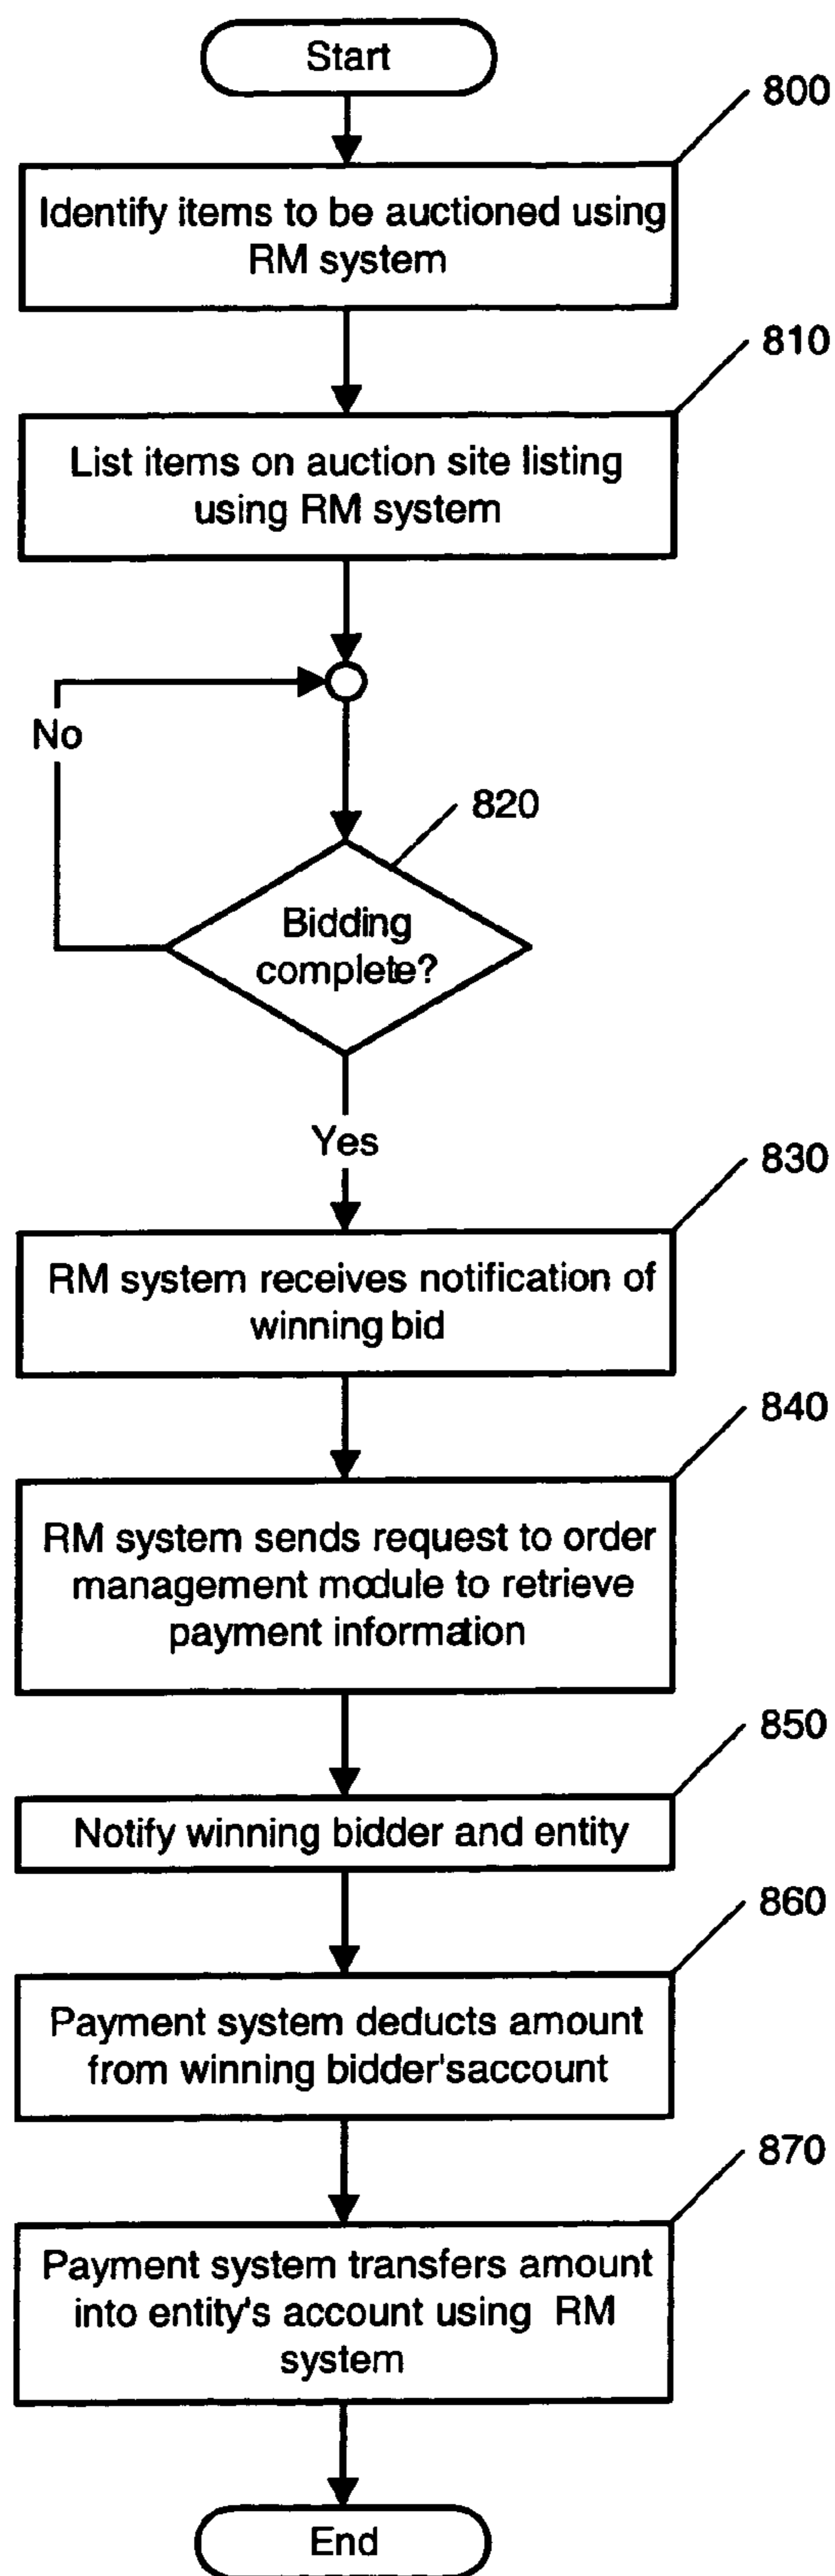 Start
800
Identify items to be auctioned using
RM system
810
List items on auction site listing
using RM system
No
820
Bidding
complete?
Yes
830
RM system receives notification of
winning bid
840
RM system sends request to order
management module to retrieve
payment information
850
Notify winning bidder and entity
860
Payment system deducts amount
from winning bidder'saccount
870
Payment system transfers amount
into entity's account using RM
system
End